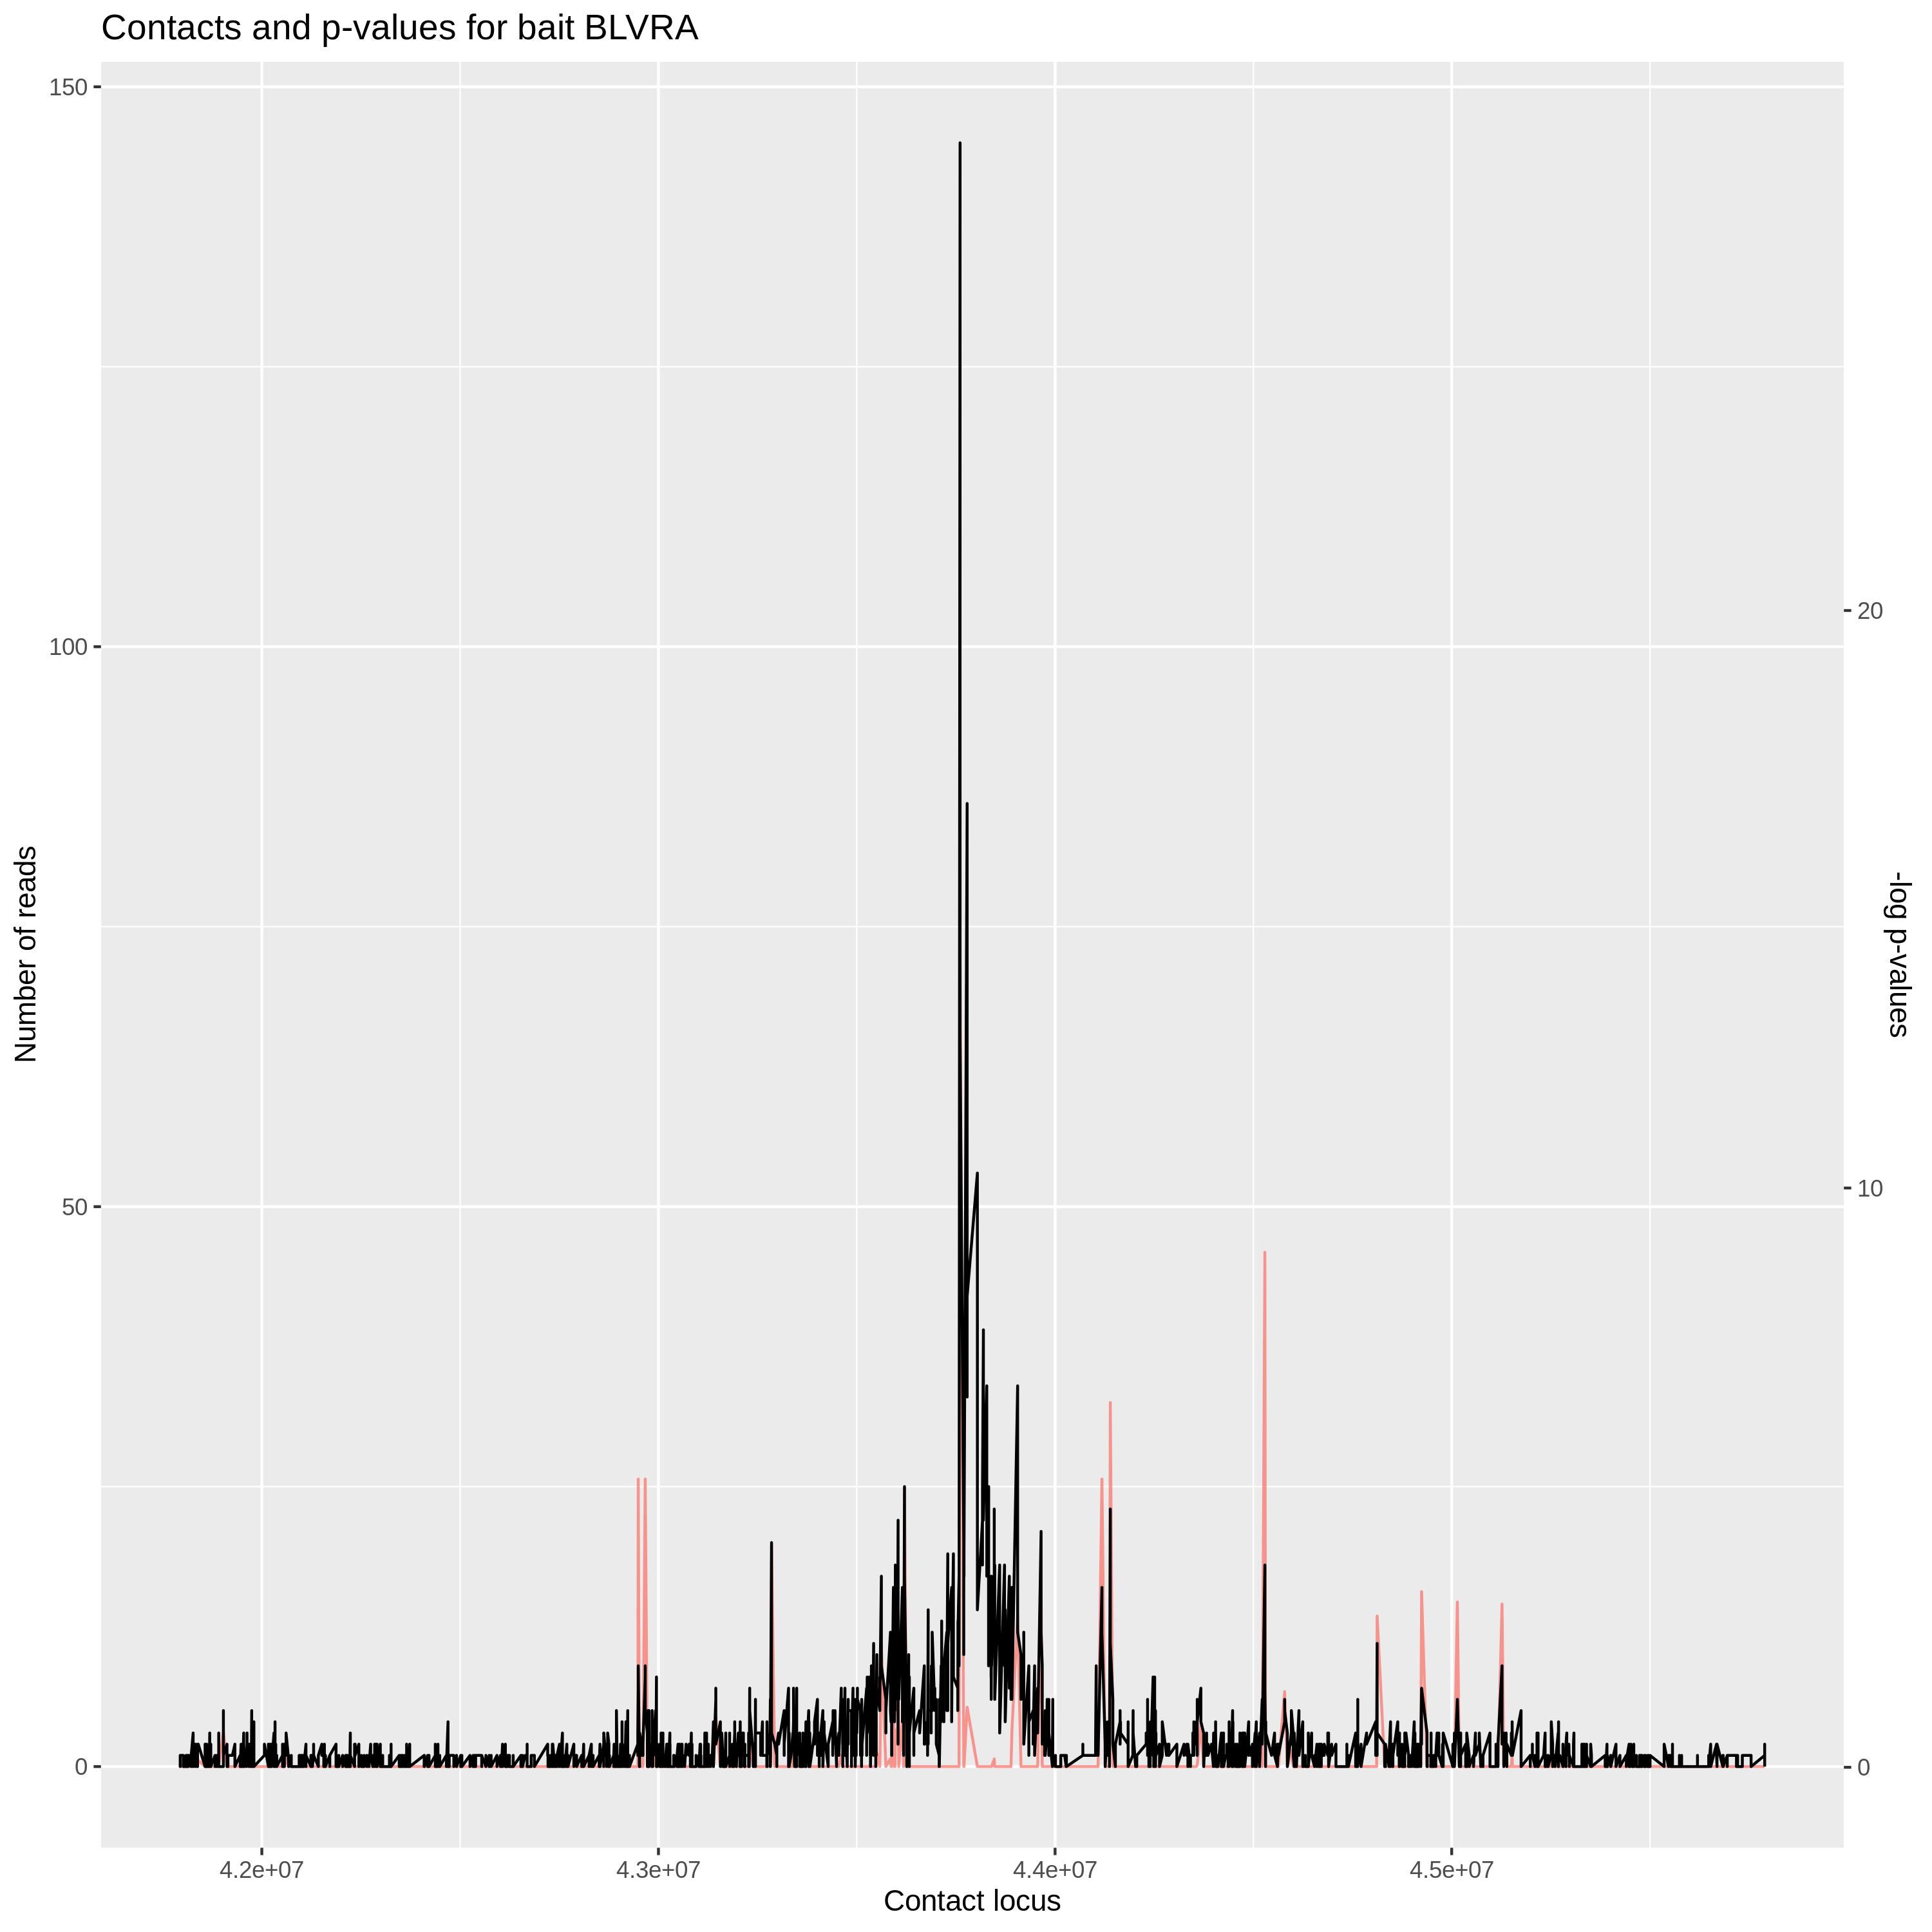 Contacts and p-values for bait BLVRA
150
100
50
0
Number of reads
20
10
0
-log p-values
4.2e+07
4.3e+07
4.4e+07
4.5e+07
Contact locus